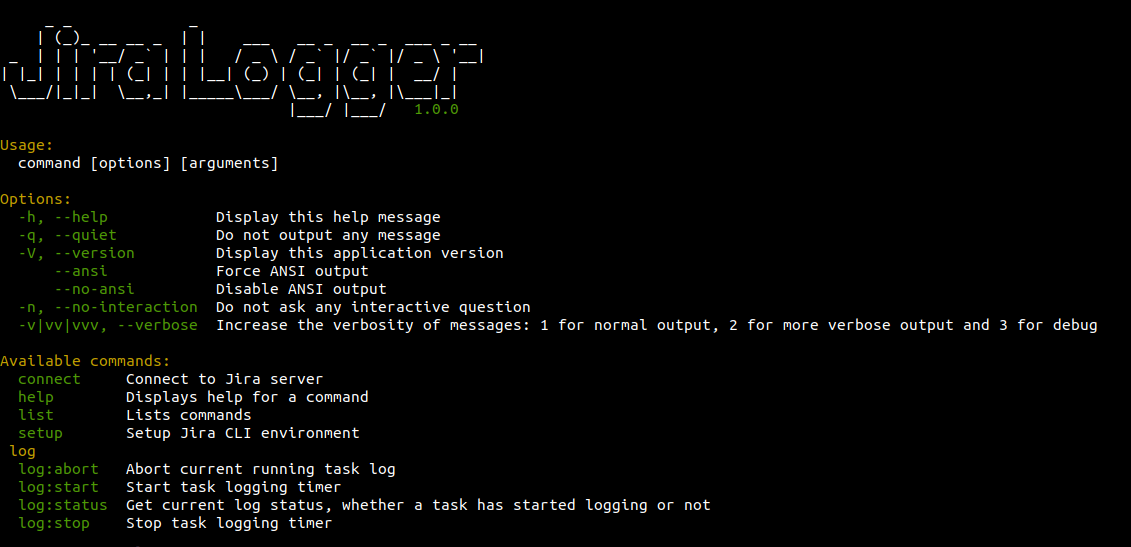 Jira Logger
1.0.0
Usage:
command [options] [arguments]
Options:
-h, --help Display this help message
-q, --quiet Do not output any message
-V, --version Display this application version
--ansi Force ANSI output
--no-ansi Disable ANSI output
-n, --no-interaction Do not ask any interactive question
-v|vv|vvv, --verbose Increase the verbosity of messages: 1 for normal output, 2 for more verbose output and 3 for debug
Available commands:
connect Connect to Jira server
help Displays help for a command
list Lists commands
setup Setup Jira CLI environment
log
log:abort Abort current running task log
log:start Start task logging timer
log:status Get current log status, whether a task has started logging or not
log:stop Stop task logging timer